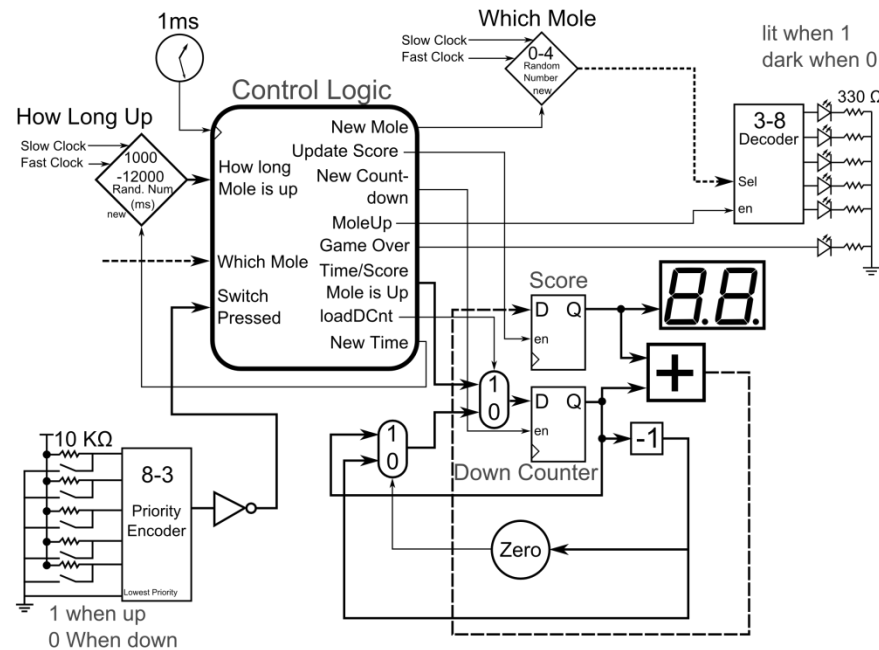 Which Mole
1ms
Slow Clock
Fast Clock
0-4
Random
Number
new
lit when 1
dark when 0
330 Ω
3-8
Decoder
Sel
en
How Long Up
Slow Clock
Fast Clock
1000
-12000
Rand. Num
(ms)
new
Control Logic
How long
Mole is up
Which Mole
Switch
Pressed
New Mole
Update Score
New Count-
down
MoleUp
Game Over
Time/Score
Mole is Up
loadDCnt
New Time
Score
D Q
en
8.8.
+
1
0
D Q
en
Down Counter
-1
1
0
Zero
10 KΩ
8-3
Priority
Encoder
Lowest Priority
1 when up
0 When down